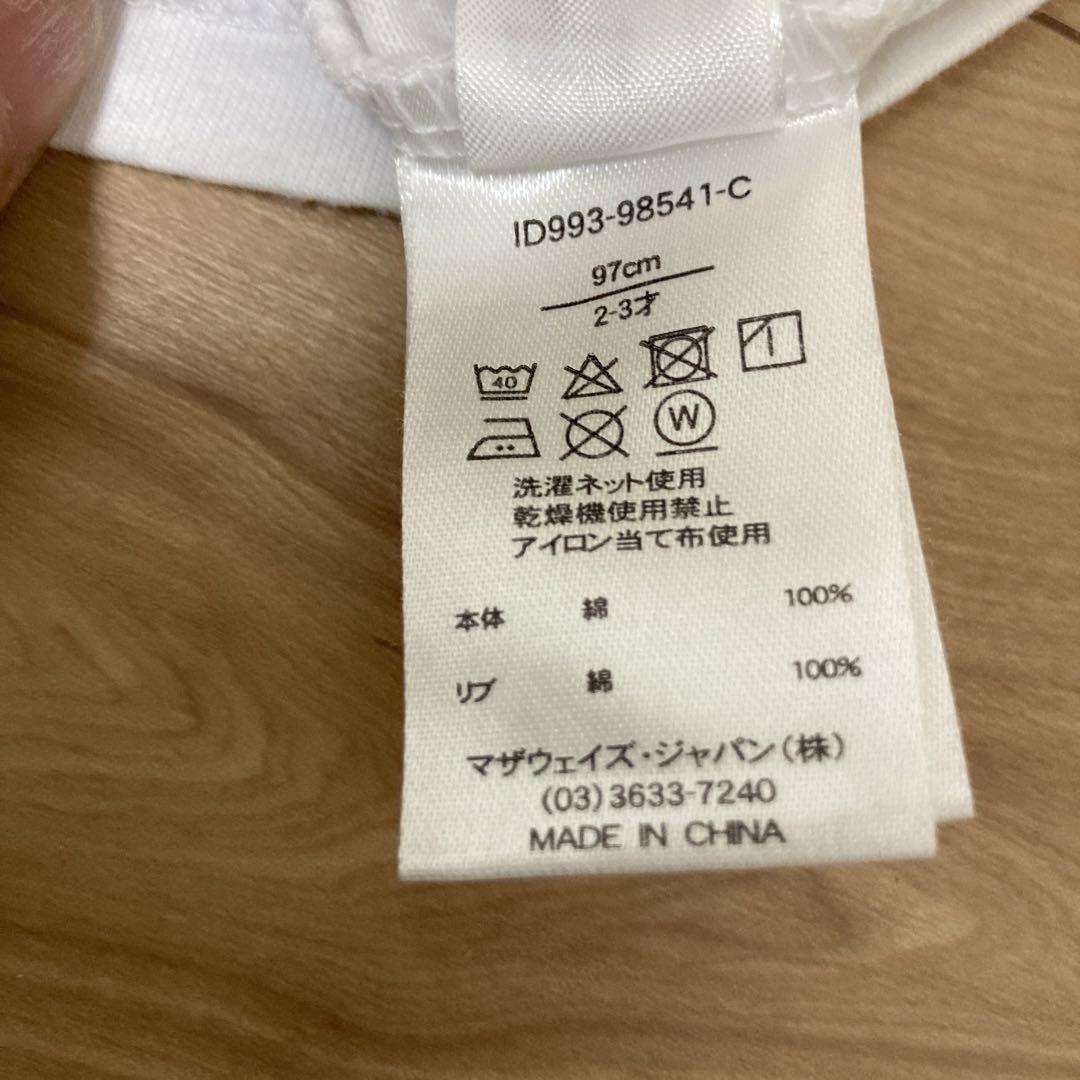 ID993-98541-C
97cm
2-3才
40
W
洗濯ネット使用
乾燥機使用禁止
アイロン当て布使用
本体 綿 100%
リブ 綿 100%
マザウェイズ・ジャパン(株)
(03)3633-7240
MADE IN CHINA